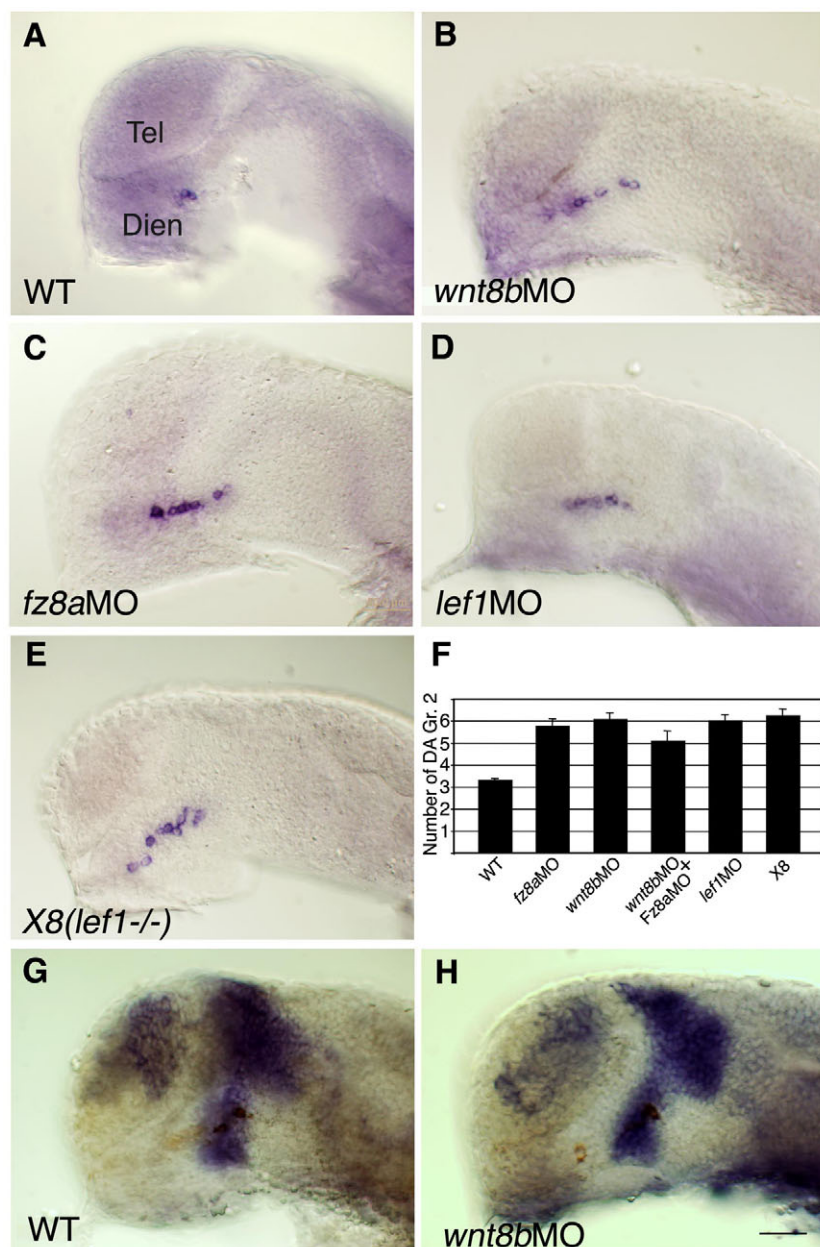 A
Tel
Dien
WT
B
wnt8bMO
C
fz8aMO
D
lef1MO
E
X8(lef1-/-)
F
Number of DA Gr. 2
6
5
4
3
2
1
WT
fz8aMO
wnt8bMO
wnt8bMO+
Fz8aMO
lef1MO
X8
G
WT
H
wnt8bMO